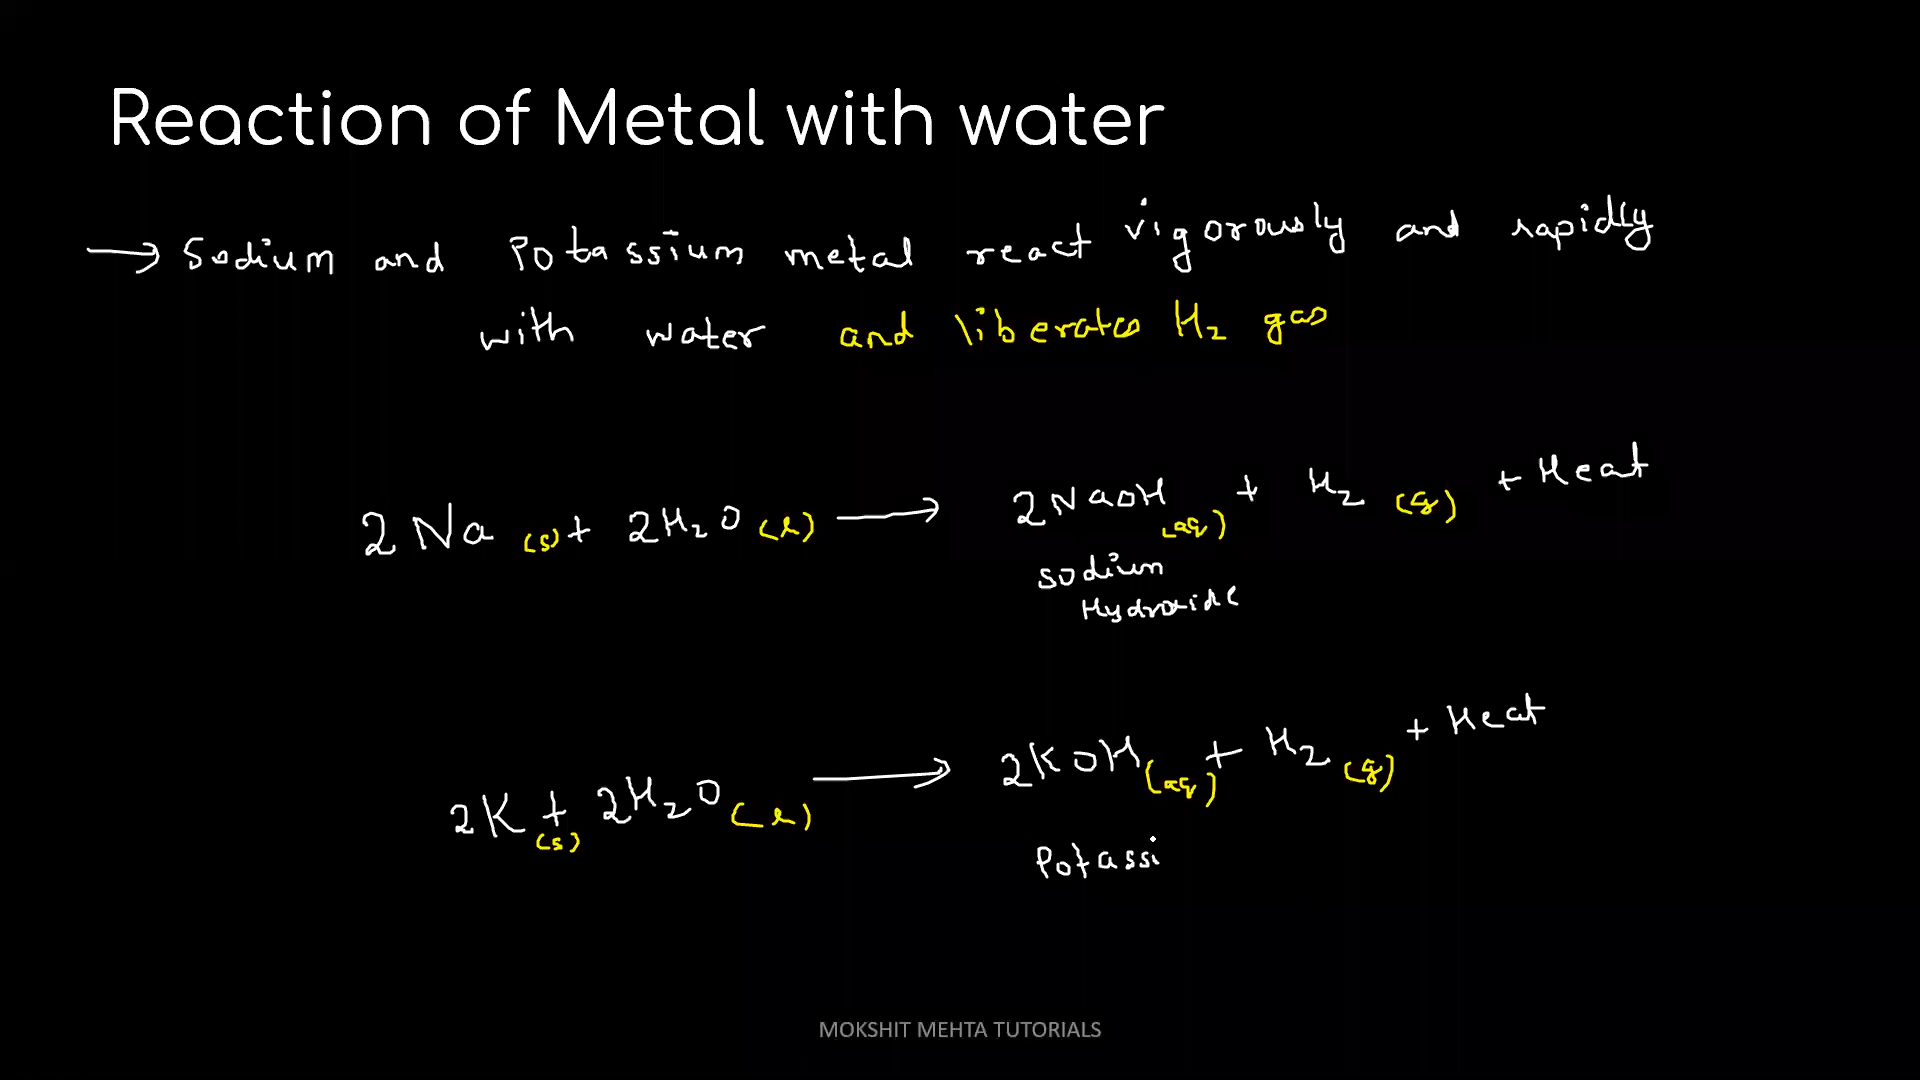 Reaction of Metal with water
→ Sodium and Potassium metal react vigorously and rapidly
with water and liberates H₂ gas
2Na (s) + 2H₂O (l) → 2NaOH (aq) + H₂ (g) + Heat
Sodium
Hydroxide
2K (s) + 2H₂O (l) → 2KOH (aq) + H₂ (g) + Heat
Potassi
MOKSHIT MEHTA TUTORIALS